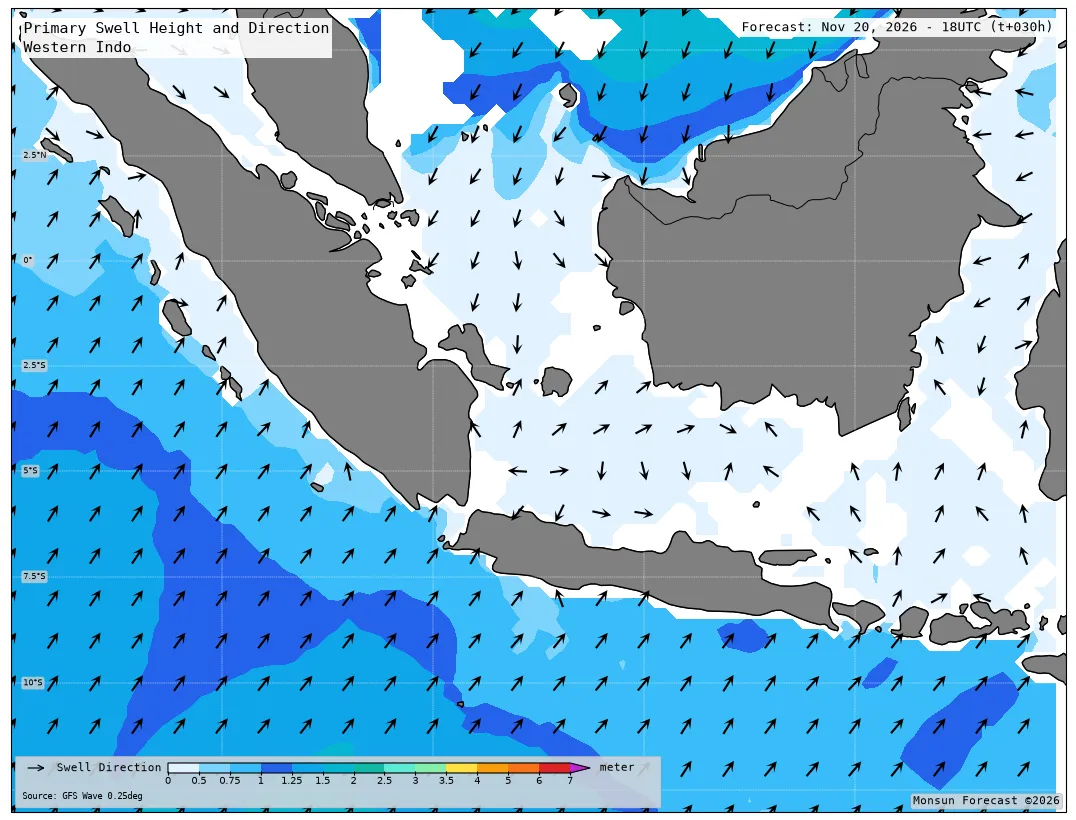 Primary Swell Height and Direction
Western Indo
Forecast: Nov 20, 2026 - 18UTC (t+030h)
2.5°N
0°
2.5°S
5°S
7.5°S
10°S
Swell Direction
meter
0 0.5 0.75 1 1.25 1.5 2 2.5 3 3.5 4 5 6 7
Source: GFS Wave 0.25deg
Monsun Forecast ©2026